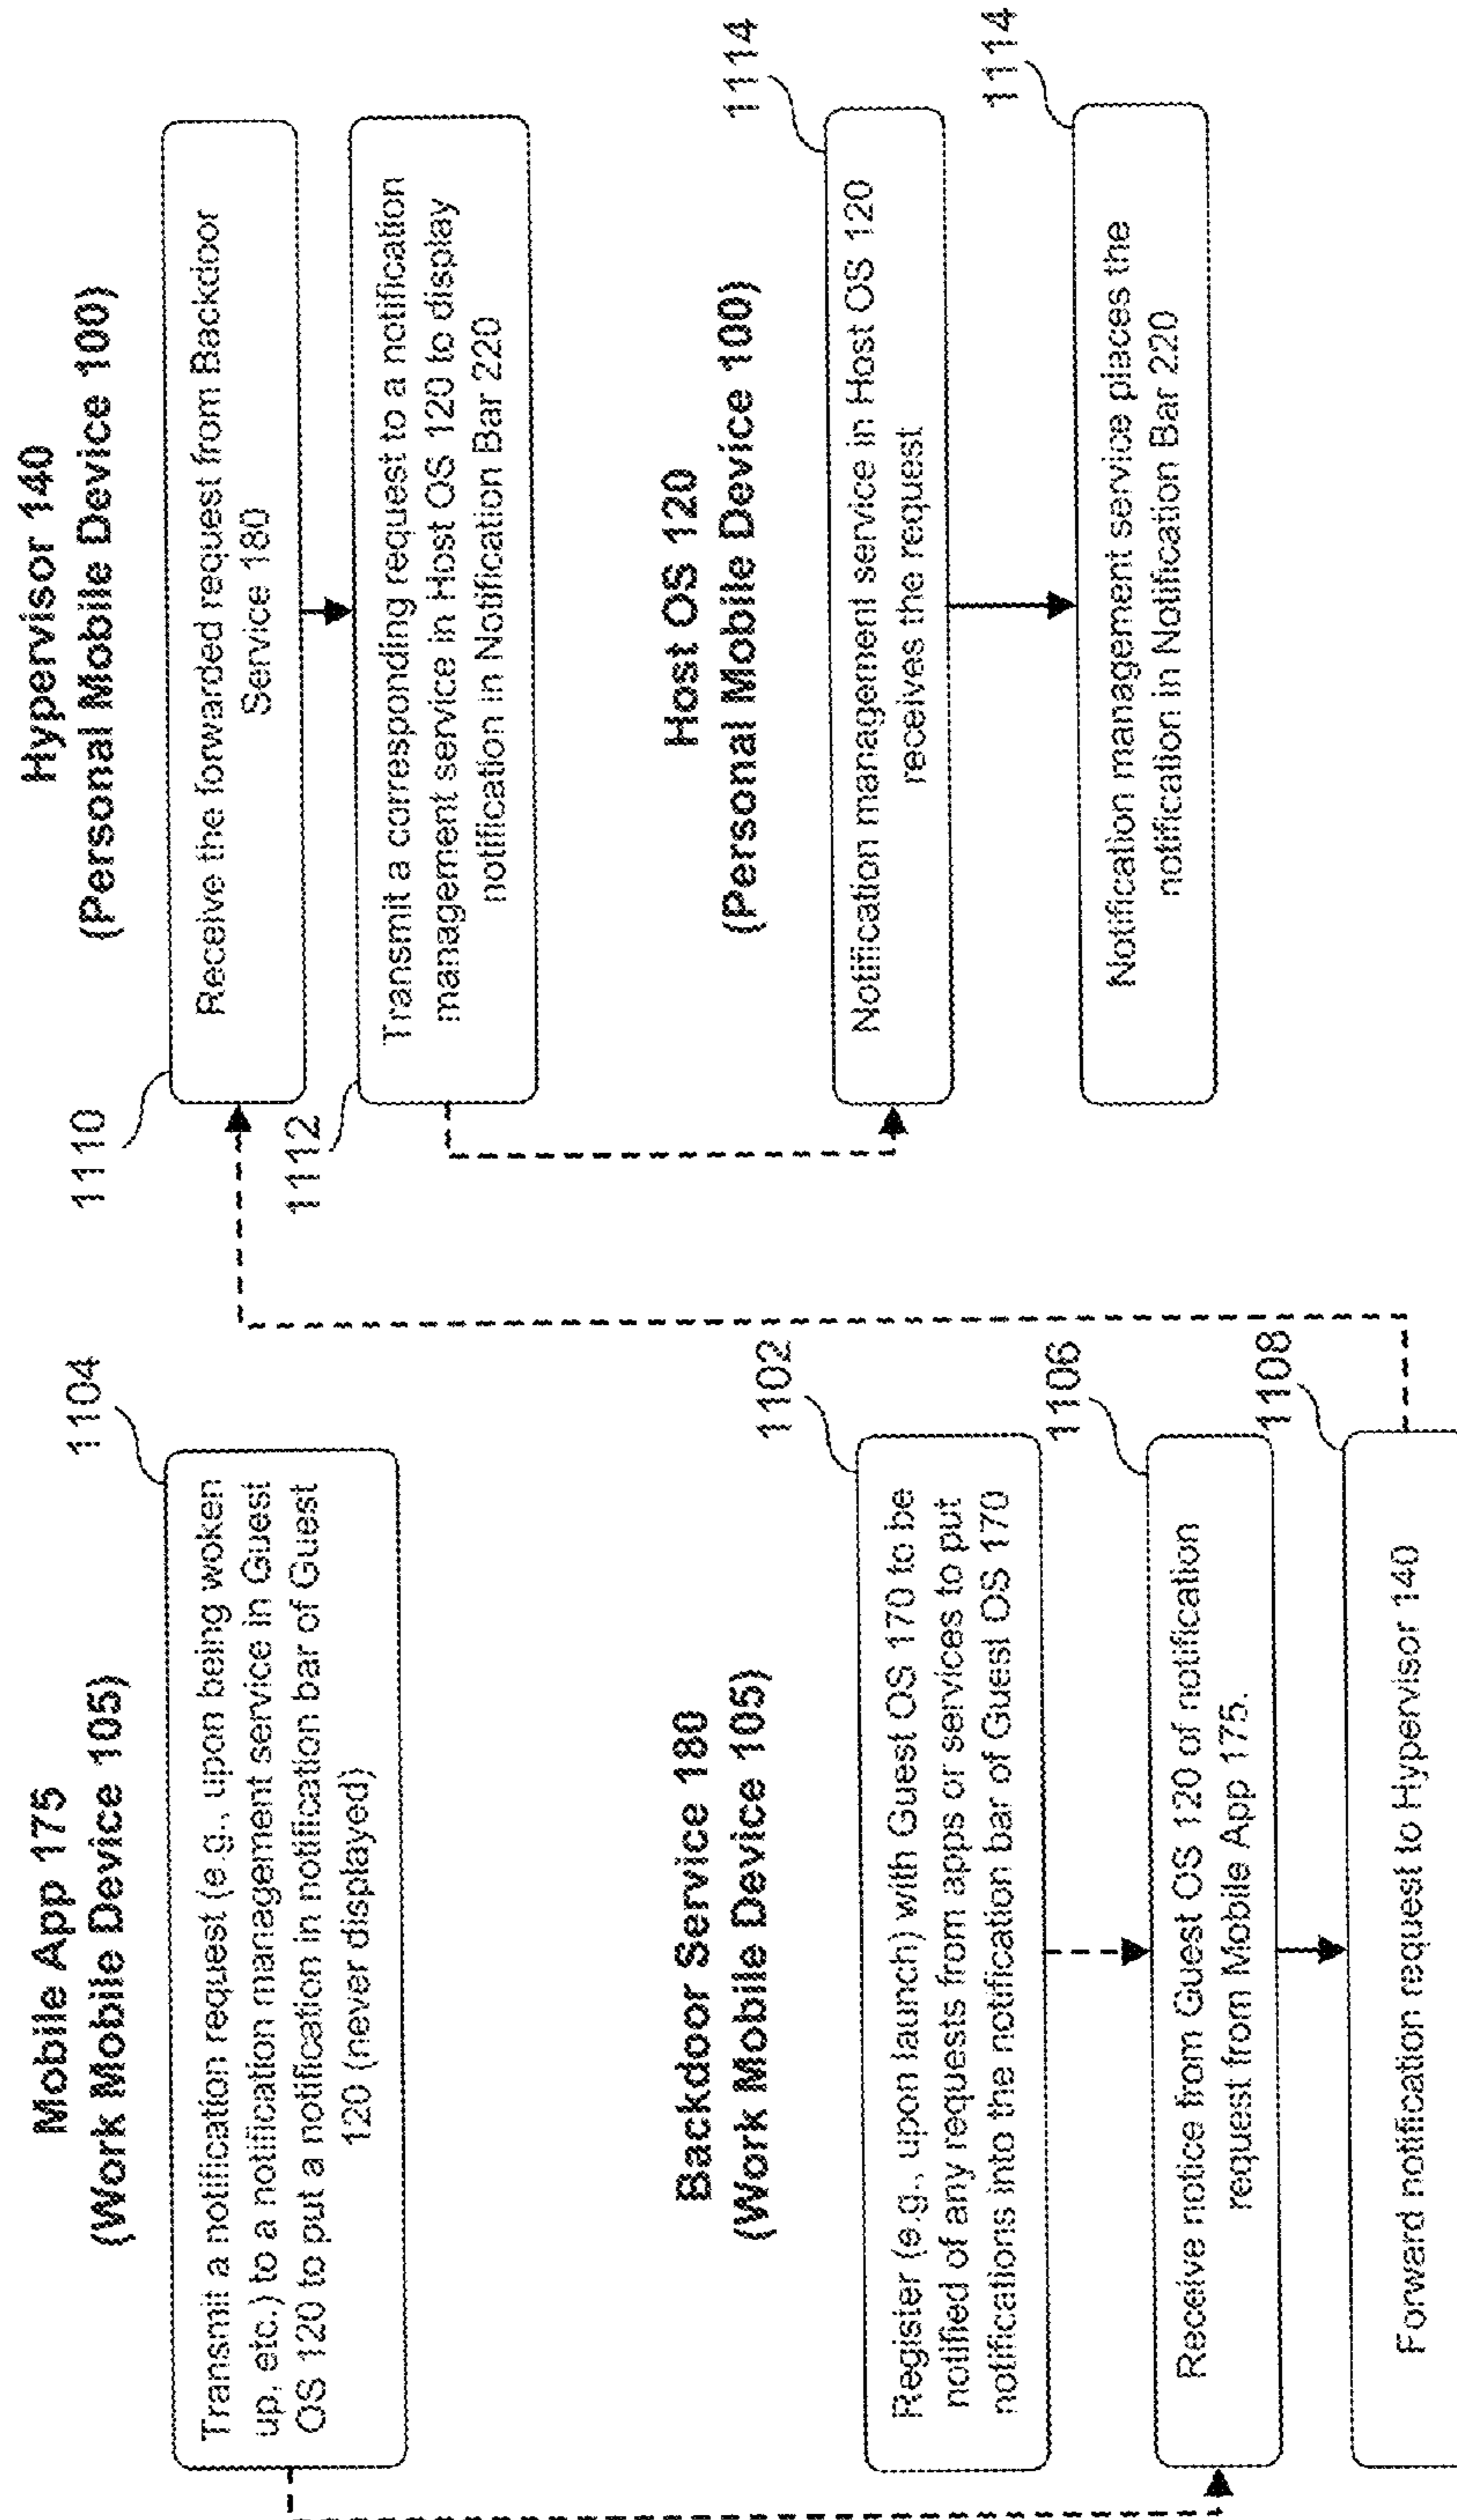 Mobile App 175
(Work Mobile Device 105)
1104
Transmit a notification request (e.g., upon being woken
up, etc.) to a notification management service in Guest
OS 120 to put a notification in notification bar of Guest
120 (never displayed)
Backdoor Service 180
(Work Mobile Device 105)
1102
Register (e.g., upon launch) with Guest OS 170 to be
notified of any requests from apps or services to put
notifications into the notification bar of Guest OS 170
1106
Receive notice from Guest OS 120 of notification
request from Mobile App 175.
1108
Forward notification request to Hypervisor 140
Hypervisor 140
(Personal Mobile Device 100)
1110
Receive the forwarded request from Backdoor
Service 180
1112
Transmit a corresponding request to a notification
management service in Host OS 120 to display
notification in Notification Bar 220
Host OS 120
(Personal Mobile Device 100)
1114
Notification management service in Host OS 120
receives the request
1114
Notification management service places the
notification in Notification Bar 220